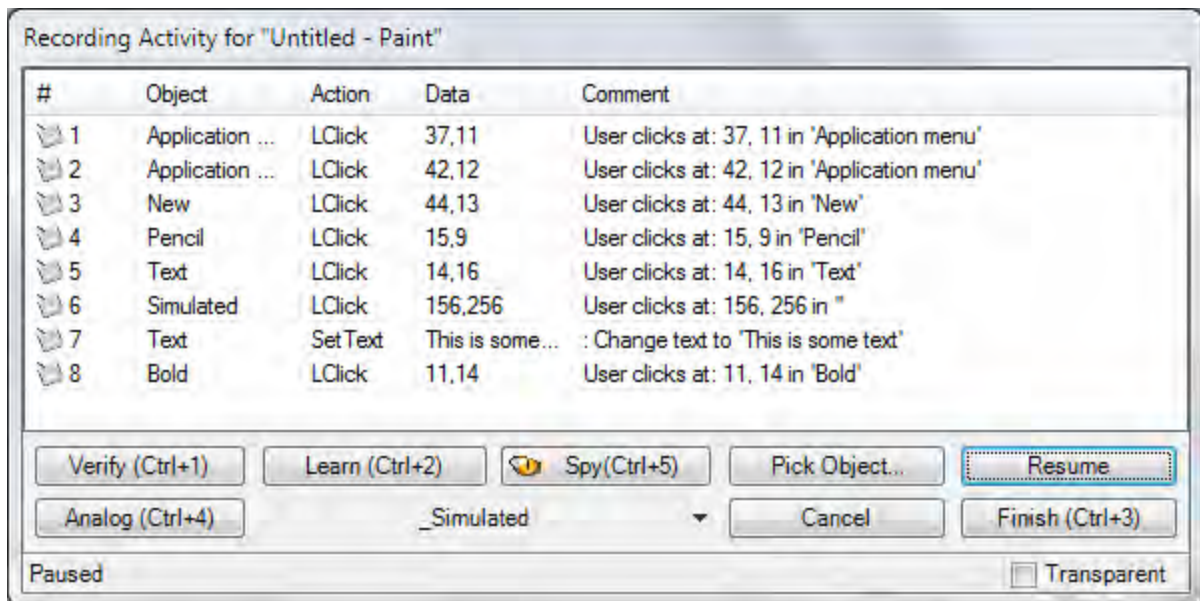 Recording Activity for "Untitled - Paint"
# Object Action Data Comment
1 Application ... LClick 37,11 User clicks at: 37, 11 in 'Application menu'
2 Application ... LClick 42,12 User clicks at: 42, 12 in 'Application menu'
3 New LClick 44,13 User clicks at: 44, 13 in 'New'
4 Pencil LClick 15,9 User clicks at: 15, 9 in 'Pencil'
5 Text LClick 14,16 User clicks at: 14, 16 in 'Text'
6 Simulated LClick 156,256 User clicks at: 156, 256 in ''
7 Text SetText This is some... : Change text to 'This is some text'
8 Bold LClick 11,14 User clicks at: 11, 14 in 'Bold'
Verify (Ctrl+1) Learn (Ctrl+2) Spy(Ctrl+5) Pick Object... Resume
Analog (Ctrl+4) _Simulated Cancel Finish (Ctrl+3)
Paused Transparent